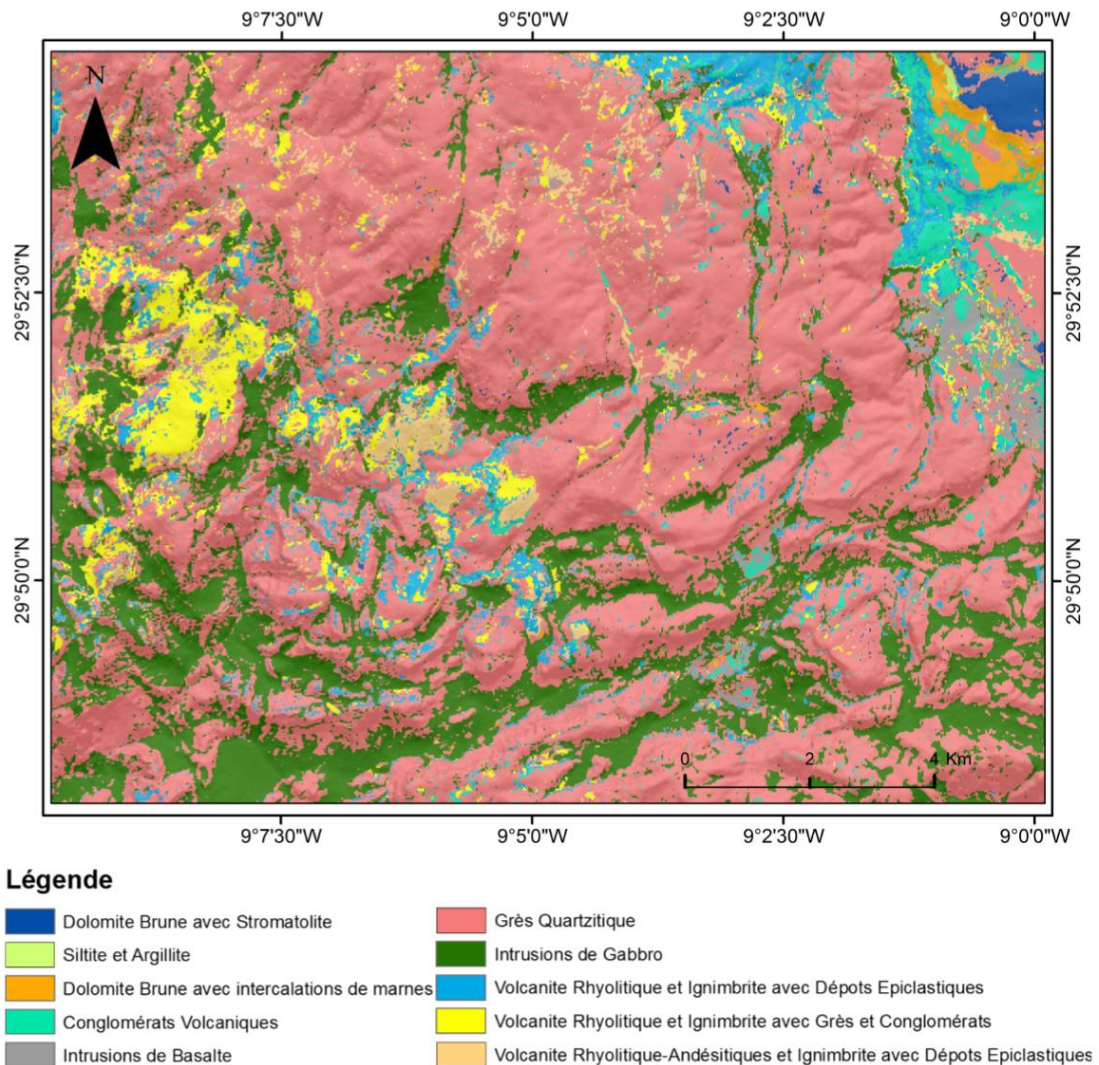 9°7'30"W 9°5'0"W 9°2'30"W 9°0'0"W
N
29°52'30"N 29°52'30"N
29°50'0"N 29°50'0"N
0 2 4 Km
9°7'30"W 9°5'0"W 9°2'30"W 9°0'0"W
Légende
Dolomite Brune avec Stromatolite
Siltite et Argillite
Dolomite Brune avec intercalations de marnes
Conglomérats Volcaniques
Intrusions de Basalte
Grès Quartzitique
Intrusions de Gabbro
Volcanite Rhyolitique et Ignimbrite avec Dépots Epiclastiques
Volcanite Rhyolitique et Ignimbrite avec Grès et Conglomérats
Volcanite Rhyolitique-Andésitiques et Ignimbrite avec Dépots Epiclastiques